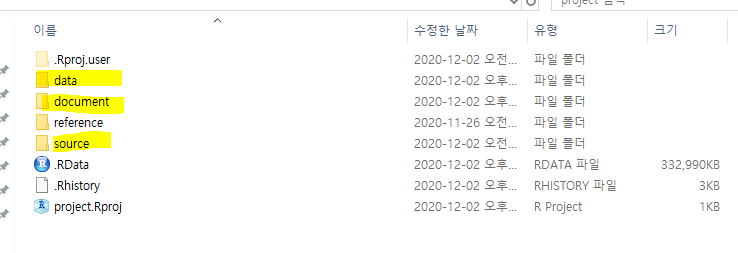 이름 수정한 날짜 유형 크기
.Rproj.user 2020-12-02 오전... 파일 폴더
data 2020-12-02 오후... 파일 폴더
document 2020-12-02 오후... 파일 폴더
reference 2020-11-26 오전... 파일 폴더
source 2020-12-02 오후... 파일 폴더
.RData 2020-12-02 오후... RDATA 파일 332,990KB
.Rhistory 2020-12-02 오후... RHISTORY 파일 3KB
project.Rproj 2020-12-02 오후... R Project 1KB